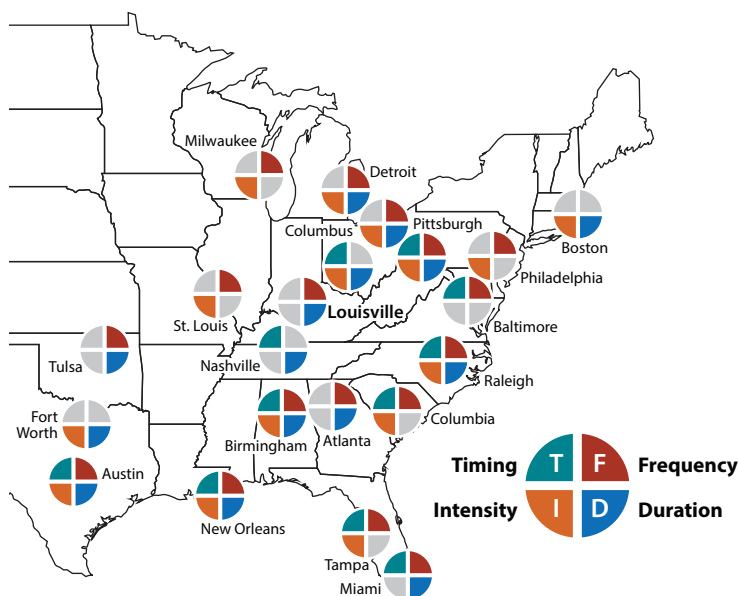 Milwaukee
Detroit
Columbus
Pittsburgh
Boston
Philadelphia
St. Louis
Louisville
Baltimore
Tulsa
Nashville
Raleigh
Fort
Worth
Birmingham
Atlanta
Columbia
Austin
New Orleans
Tampa
Miami
Timing T F Frequency
Intensity I D Duration